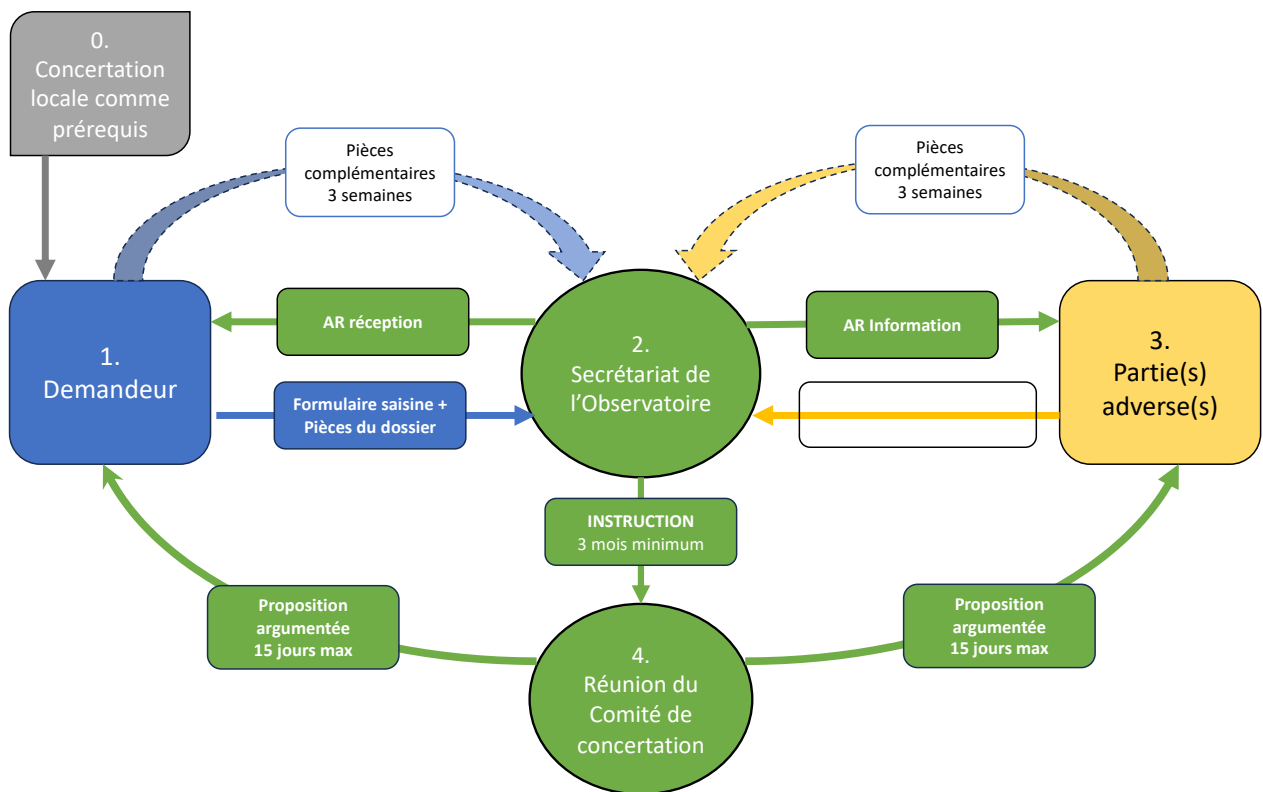 0.
Concertation
locale comme
prérequis
Pièces
complémentaires
3 semaines
Pièces
complémentaires
3 semaines
AR réception
AR Information
1.
Demandeur
2.
Secrétariat de
l'Observatoire
3.
Partie(s)
adverse(s)
Formulaire saisine +
Pièces du dossier
INSTRUCTION
3 mois minimum
Proposition
argumentée
15 jours max
Proposition
argumentée
15 jours max
4.
Réunion du
Comité de
concertation